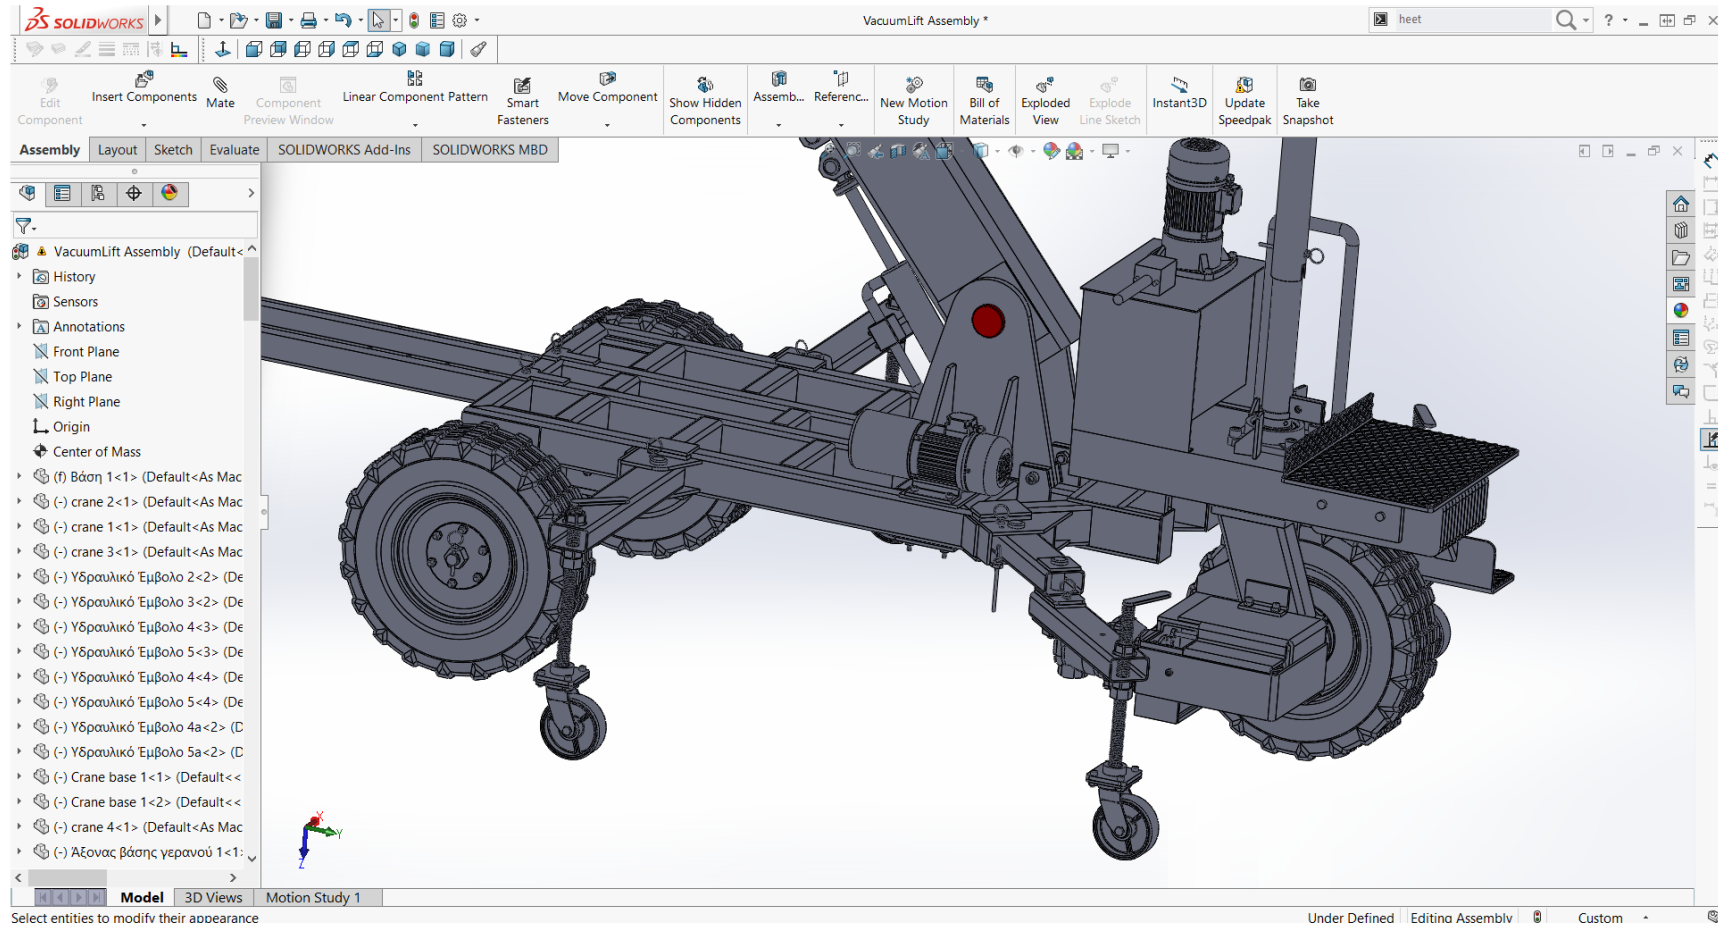 SOLIDWORKS
VacuumLift Assembly *
heet
?
Edit Component
Insert Components
Mate
Component Preview Window
Linear Component Pattern
Smart Fasteners
Move Component
Show Hidden Components
Assemb...
Referenc...
New Motion Study
Bill of Materials
Exploded View
Explode Line Sketch
Instant3D
Update Speedpak
Take Snapshot
Assembly
Layout
Sketch
Evaluate
SOLIDWORKS Add-Ins
SOLIDWORKS MBD
VacuumLift Assembly (Default<
History
Sensors
Annotations
Front Plane
Top Plane
Right Plane
Origin
Center of Mass
(f) Βάση 1<1> (Default<As Mac
(-) crane 2<1> (Default<As Mac
(-) crane 1<1> (Default<As Mac
(-) crane 3<1> (Default<As Mac
(-) Υδραυλικό Έμβολο 2<2> (De
(-) Υδραυλικό Έμβολο 3<2> (De
(-) Υδραυλικό Έμβολο 4<3> (De
(-) Υδραυλικό Έμβολο 5<3> (De
(-) Υδραυλικό Έμβολο 4<4> (De
(-) Υδραυλικό Έμβολο 5<4> (De
(-) Υδραυλικό Έμβολο 4a<2> (D
(-) Υδραυλικό Έμβολο 5a<2> (D
(-) Crane base 1<1> (Default<<
(-) Crane base 1<2> (Default<<
(-) crane 4<1> (Default<As Mac
(-) Άξονας βάσης γερανού 1<1>
X
Y
Z
Model
3D Views
Motion Study 1
Select entities to modify their appearance
Under Defined
Editing Assembly
Custom